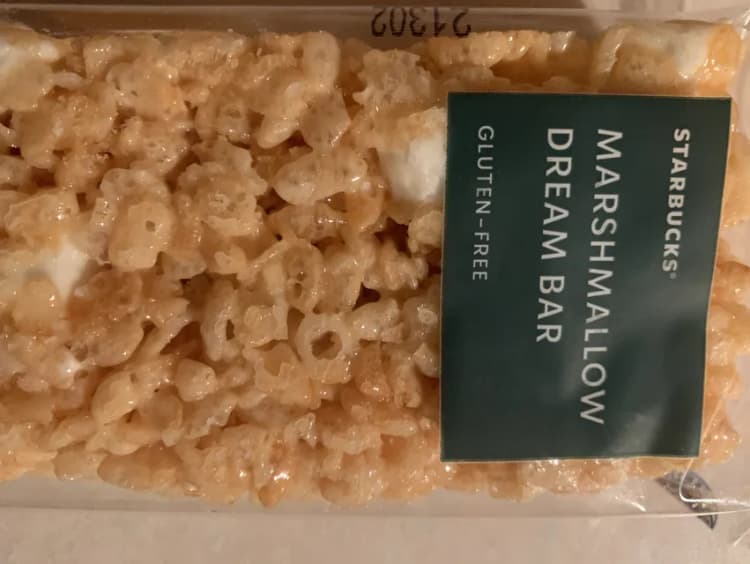 STARBUCKS®
MARSHMALLOW
DREAM BAR
GLUTEN-FREE
21302